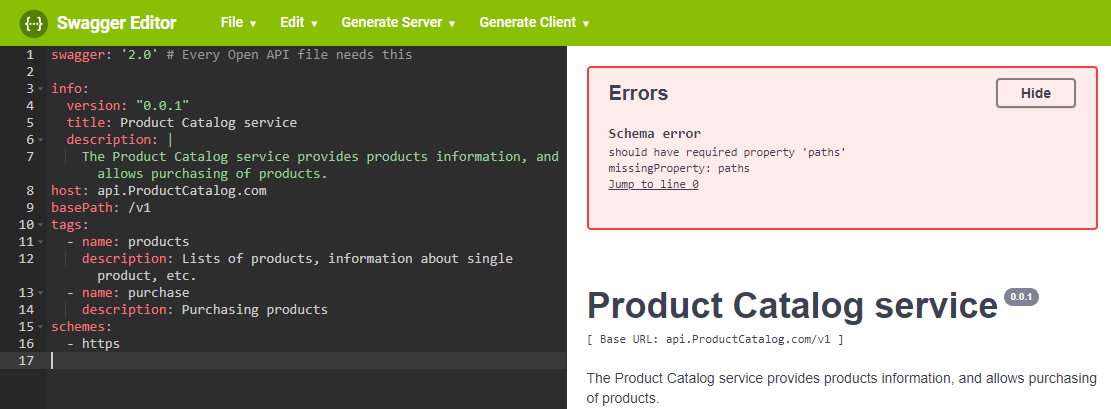 {···} Swagger Editor File ▾ Edit ▾ Generate Server ▾ Generate Client ▾
1 swagger: '2.0' # Every Open API file needs this
2
3 info:
4   version: "0.0.1"
5   title: Product Catalog service
6   description: |
7     The Product Catalog service provides products information, and
      allows purchasing of products.
8 host: api.ProductCatalog.com
9 basePath: /v1
10 tags:
11   - name: products
12     description: Lists of products, information about single
      product, etc.
13   - name: purchase
14     description: Purchasing products
15 schemes:
16   - https
17
Errors
Hide
Schema error
should have required property 'paths'
missingProperty: paths
Jump to line 0
Product Catalog service 0.0.1
[ Base URL: api.ProductCatalog.com/v1 ]
The Product Catalog service provides products information, and allows purchasing
of products.